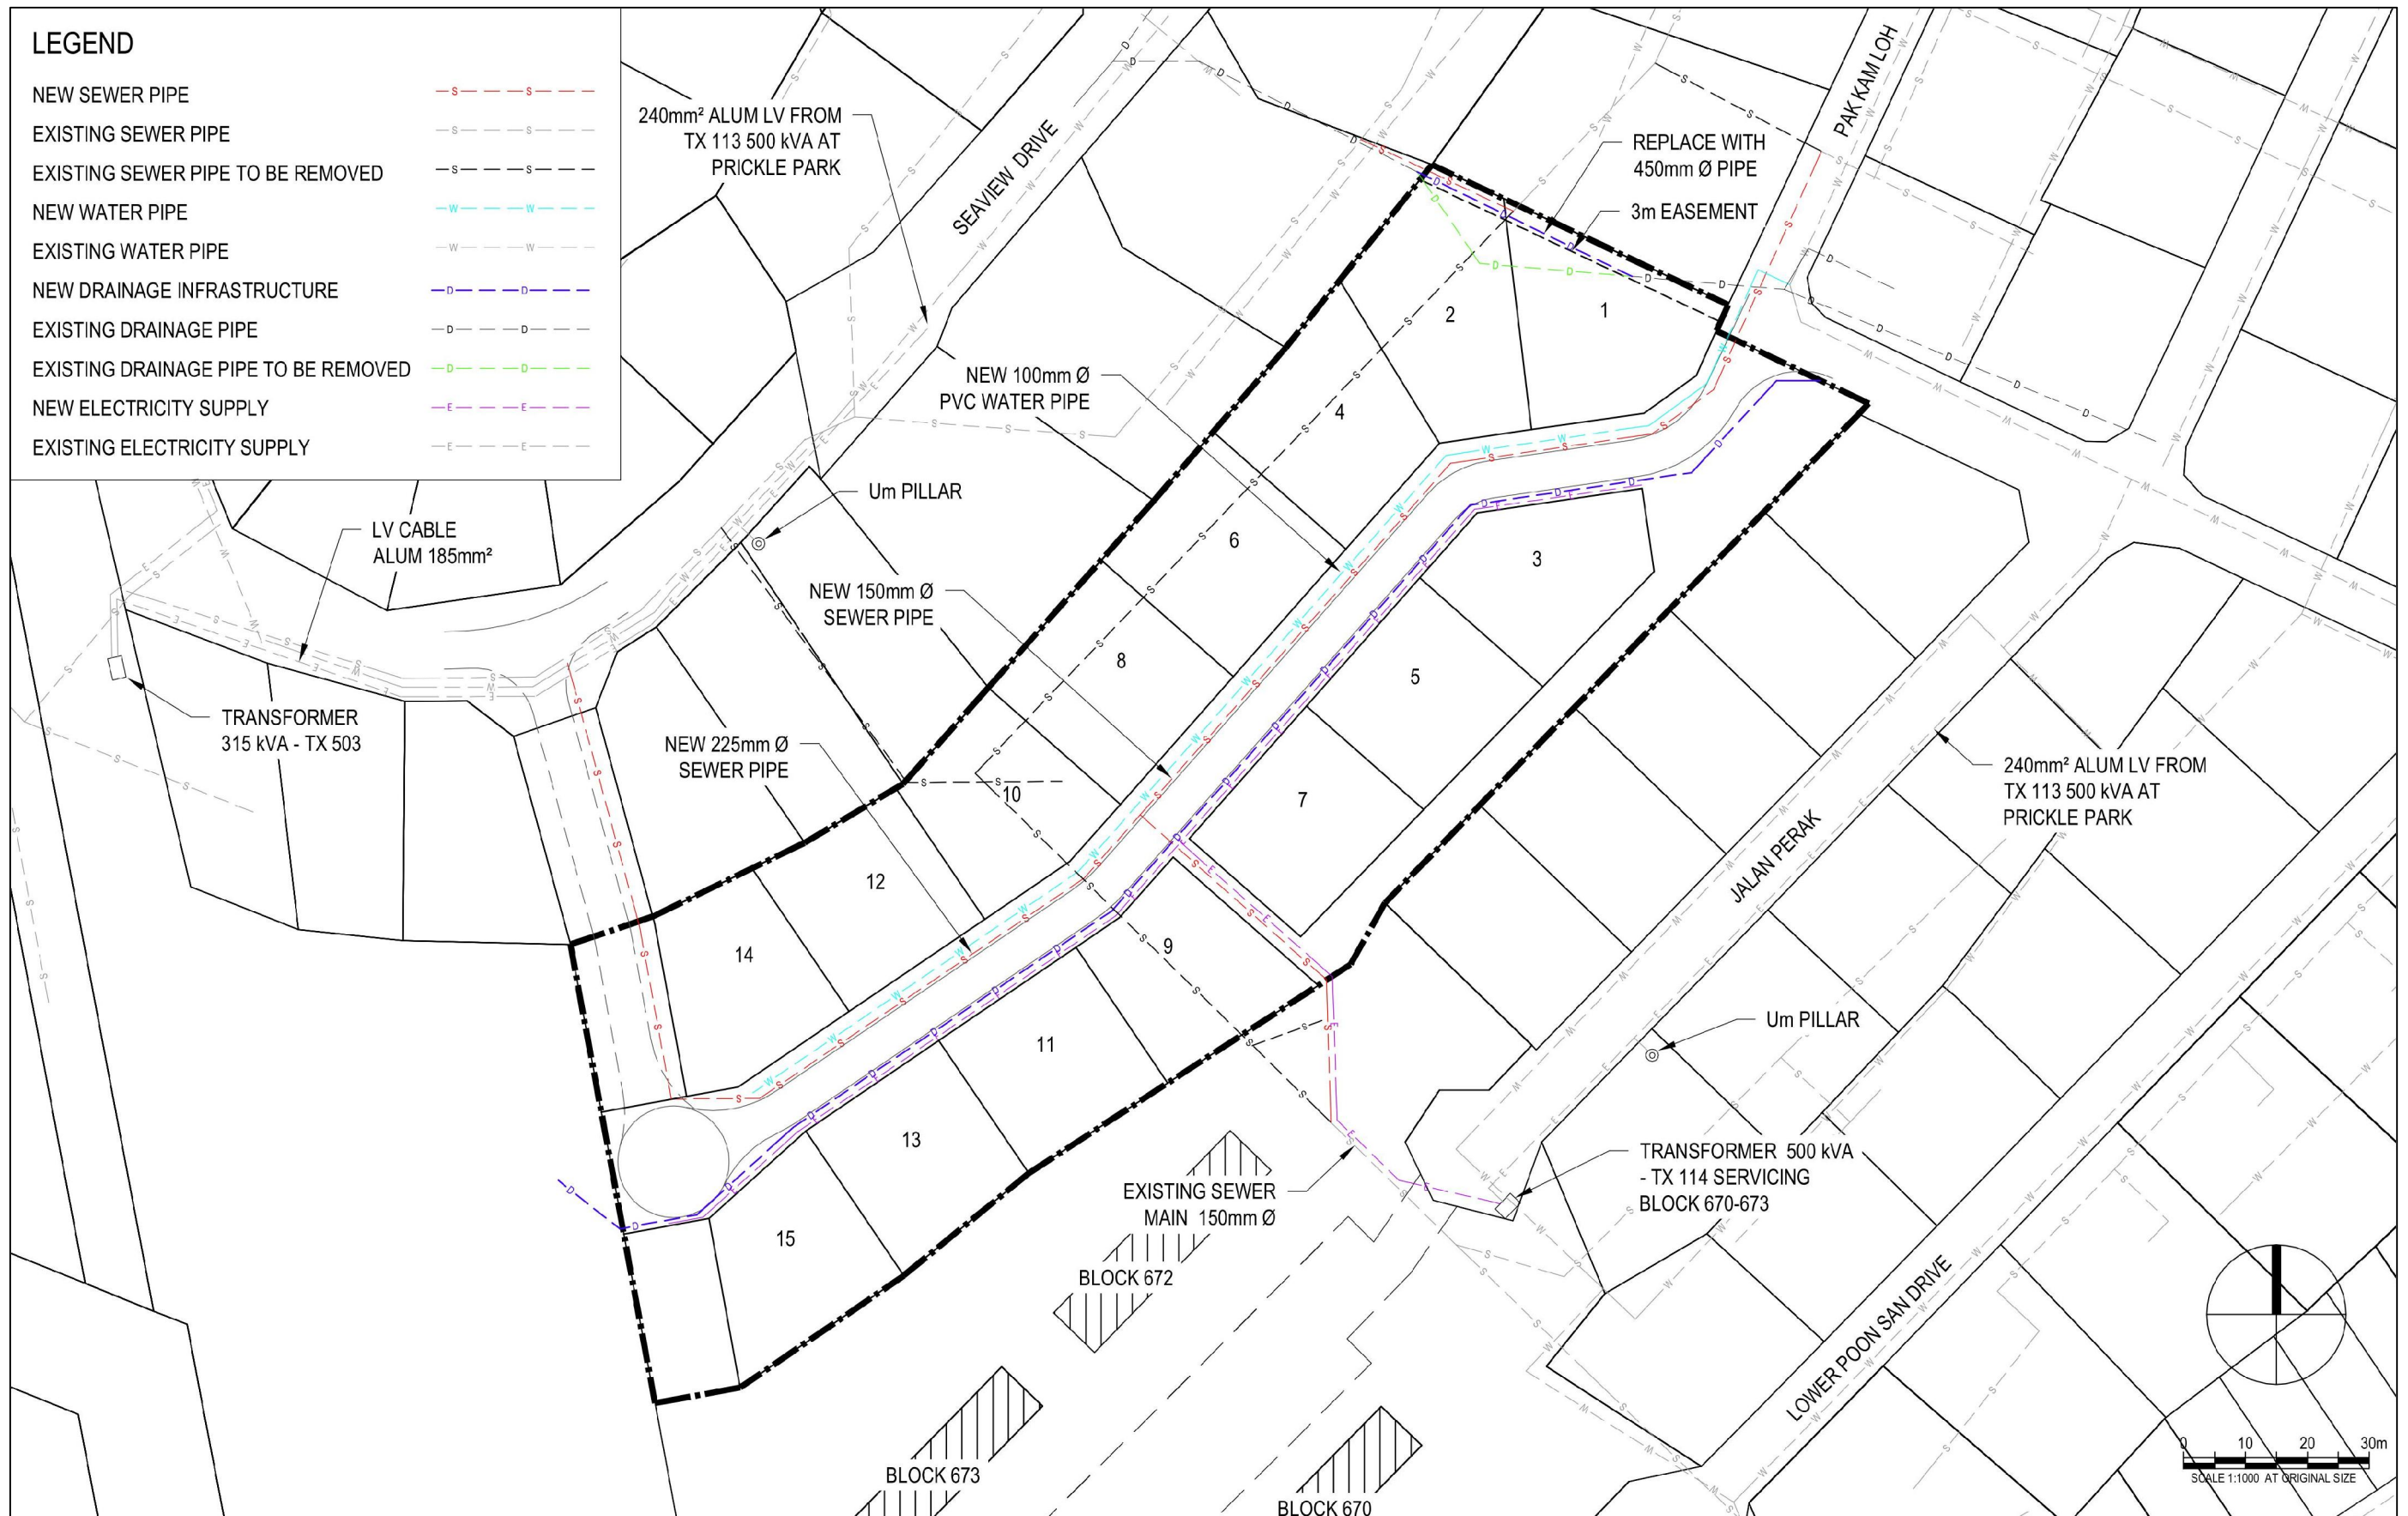 LEGEND
NEW SEWER PIPE
S S
EXISTING SEWER PIPE
S S
EXISTING SEWER PIPE TO BE REMOVED
S S
NEW WATER PIPE
W W
EXISTING WATER PIPE
W W
NEW DRAINAGE INFRASTRUCTURE
D D
EXISTING DRAINAGE PIPE
D D
EXISTING DRAINAGE PIPE TO BE REMOVED
D D
NEW ELECTRICITY SUPPLY
E E
EXISTING ELECTRICITY SUPPLY
E E
240mm² ALUM LV FROM
TX 113 500 kVA AT
PRICKLE PARK
SEAVIEW DRIVE
PAK KAM LOH
REPLACE WITH
450mm Ø PIPE
3m EASEMENT
NEW 100mm Ø
PVC WATER PIPE
Um PILLAR
LV CABLE
ALUM 185mm²
NEW 150mm Ø
SEWER PIPE
TRANSFORMER
315 kVA - TX 503
NEW 225mm Ø
SEWER PIPE
1
2
4
3
6
5
8
7
10
12
9
14
11
13
15
240mm² ALUM LV FROM
TX 113 500 kVA AT
PRICKLE PARK
JALAN PERAK
Um PILLAR
TRANSFORMER 500 kVA
- TX 114 SERVICING
BLOCK 670-673
EXISTING SEWER
MAIN 150mm Ø
BLOCK 672
BLOCK 673
BLOCK 670
LOWER POON SAN DRIVE
0 10 20 30m
SCALE 1:1000 AT ORIGINAL SIZE